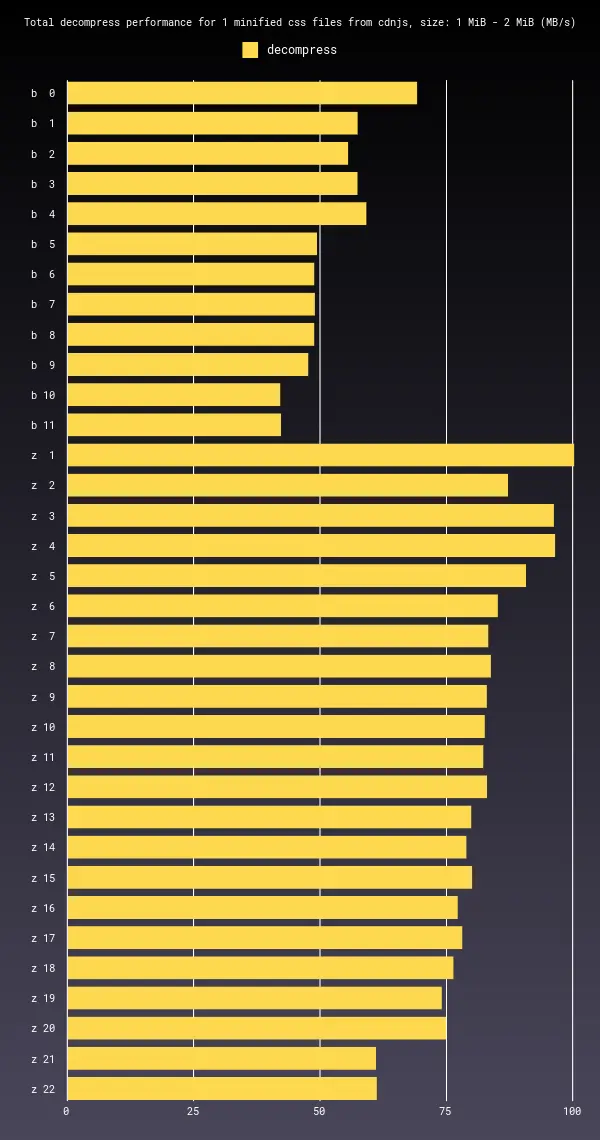 Total decompress performance for 1 minified css files from cdnjs, size: 1 MiB - 2 MiB (MB/s)
decompress
b 0
b 1
b 2
b 3
b 4
b 5
b 6
b 7
b 8
b 9
b 10
b 11
z 1
z 2
z 3
z 4
z 5
z 6
z 7
z 8
z 9
z 10
z 11
z 12
z 13
z 14
z 15
z 16
z 17
z 18
z 19
z 20
z 21
z 22
0 25 50 75 100